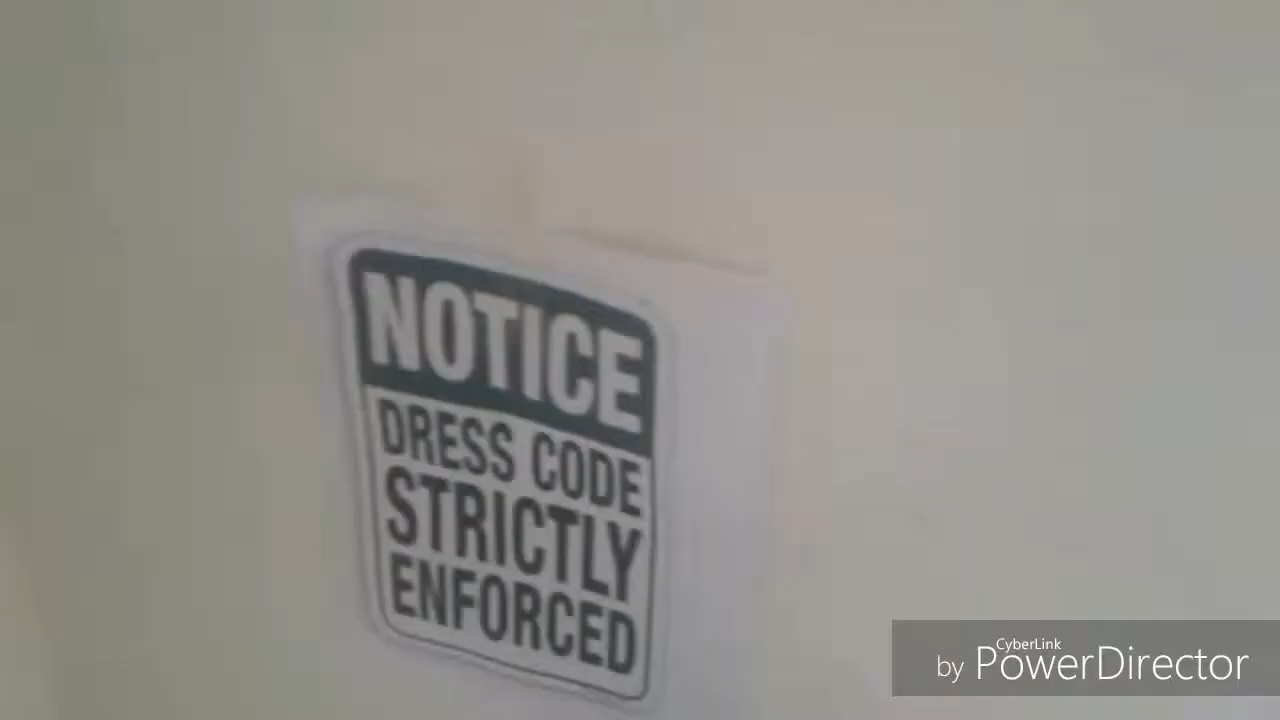 NOTICE
DRESS CODE
STRICTLY
ENFORCED
by CyberLink PowerDirector